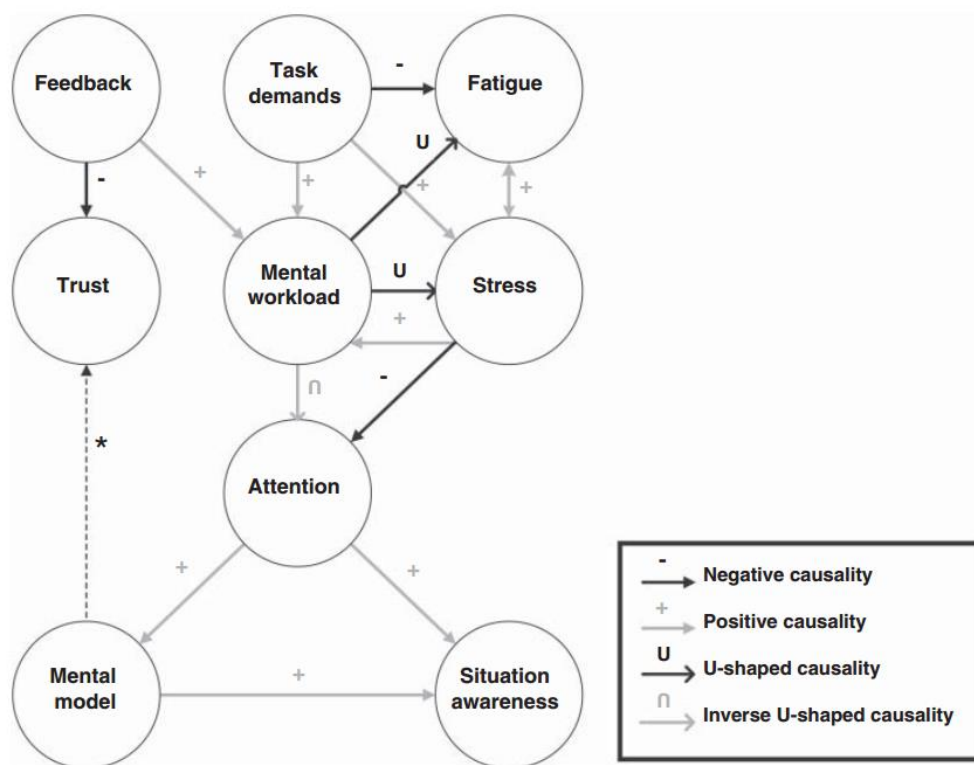 Feedback
Task
demands
-
Fatigue
-
+
+
U
+
+
Trust
Mental
workload
U
Stress
+
∩
-
*
Attention
+
+
Mental
model
+
Situation
awareness
- Negative causality
+ Positive causality
U U-shaped causality
∩ Inverse U-shaped causality